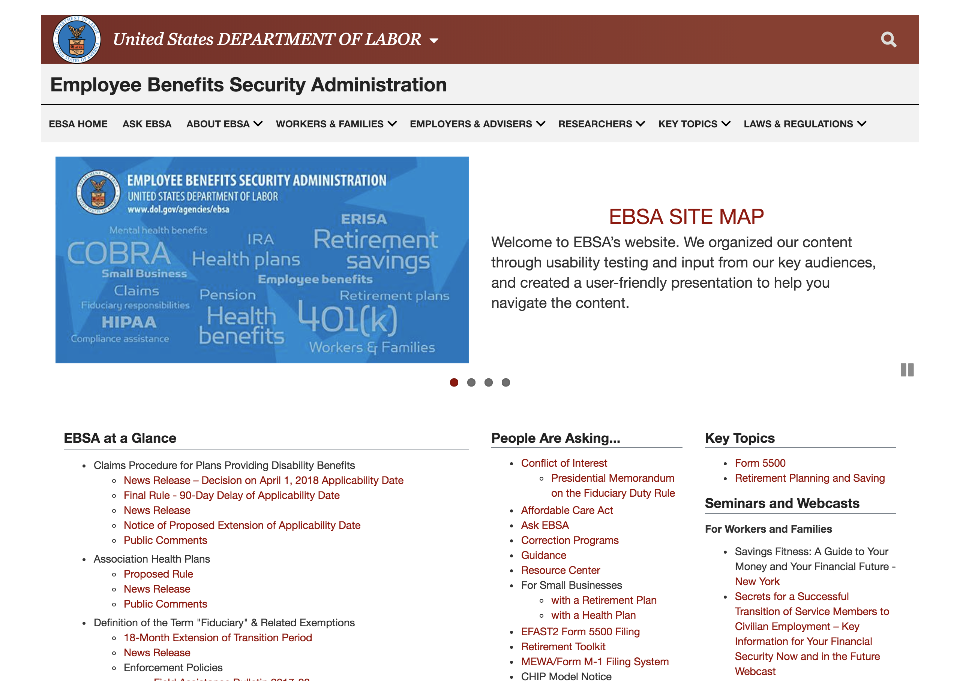 United States DEPARTMENT OF LABOR
Employee Benefits Security Administration
EBSA HOME ASK EBSA ABOUT EBSA WORKERS & FAMILIES EMPLOYERS & ADVISERS RESEARCHERS KEY TOPICS LAWS & REGULATIONS
EMPLOYEE BENEFITS SECURITY ADMINISTRATION
UNITED STATES DEPARTMENT OF LABOR
www.dol.gov/agencies/ebsa
Mental health benefits
ERISA
COBRA
IRA
Retirement
savings
Health plans
Small Business
Employee benefits
Claims
Pension
Retirement plans
Fiduciary responsibilities
HIPAA
Health
benefits
401(k)
Compliance assistance
Workers & Families
EBSA SITE MAP
Welcome to EBSA's website. We organized our content
through usability testing and input from our key audiences,
and created a user-friendly presentation to help you
navigate the content.
EBSA at a Glance
Claims Procedure for Plans Providing Disability Benefits
News Release – Decision on April 1, 2018 Applicability Date
Final Rule - 90-Day Delay of Applicability Date
News Release
Notice of Proposed Extension of Applicability Date
Public Comments
Association Health Plans
Proposed Rule
News Release
Public Comments
Definition of the Term "Fiduciary" & Related Exemptions
18-Month Extension of Transition Period
News Release
Enforcement Policies
People Are Asking...
Conflict of Interest
Presidential Memorandum
on the Fiduciary Duty Rule
Affordable Care Act
Ask EBSA
Correction Programs
Guidance
Resource Center
For Small Businesses
with a Retirement Plan
with a Health Plan
EFAST2 Form 5500 Filing
Retirement Toolkit
MEWA/Form M-1 Filing System
CHIP Model Notice
Key Topics
Form 5500
Retirement Planning and Saving
Seminars and Webcasts
For Workers and Families
Savings Fitness: A Guide to Your
Money and Your Financial Future -
New York
Secrets for a Successful
Transition of Service Members to
Civilian Employment – Key
Information for Your Financial
Security Now and in the Future
Webcast